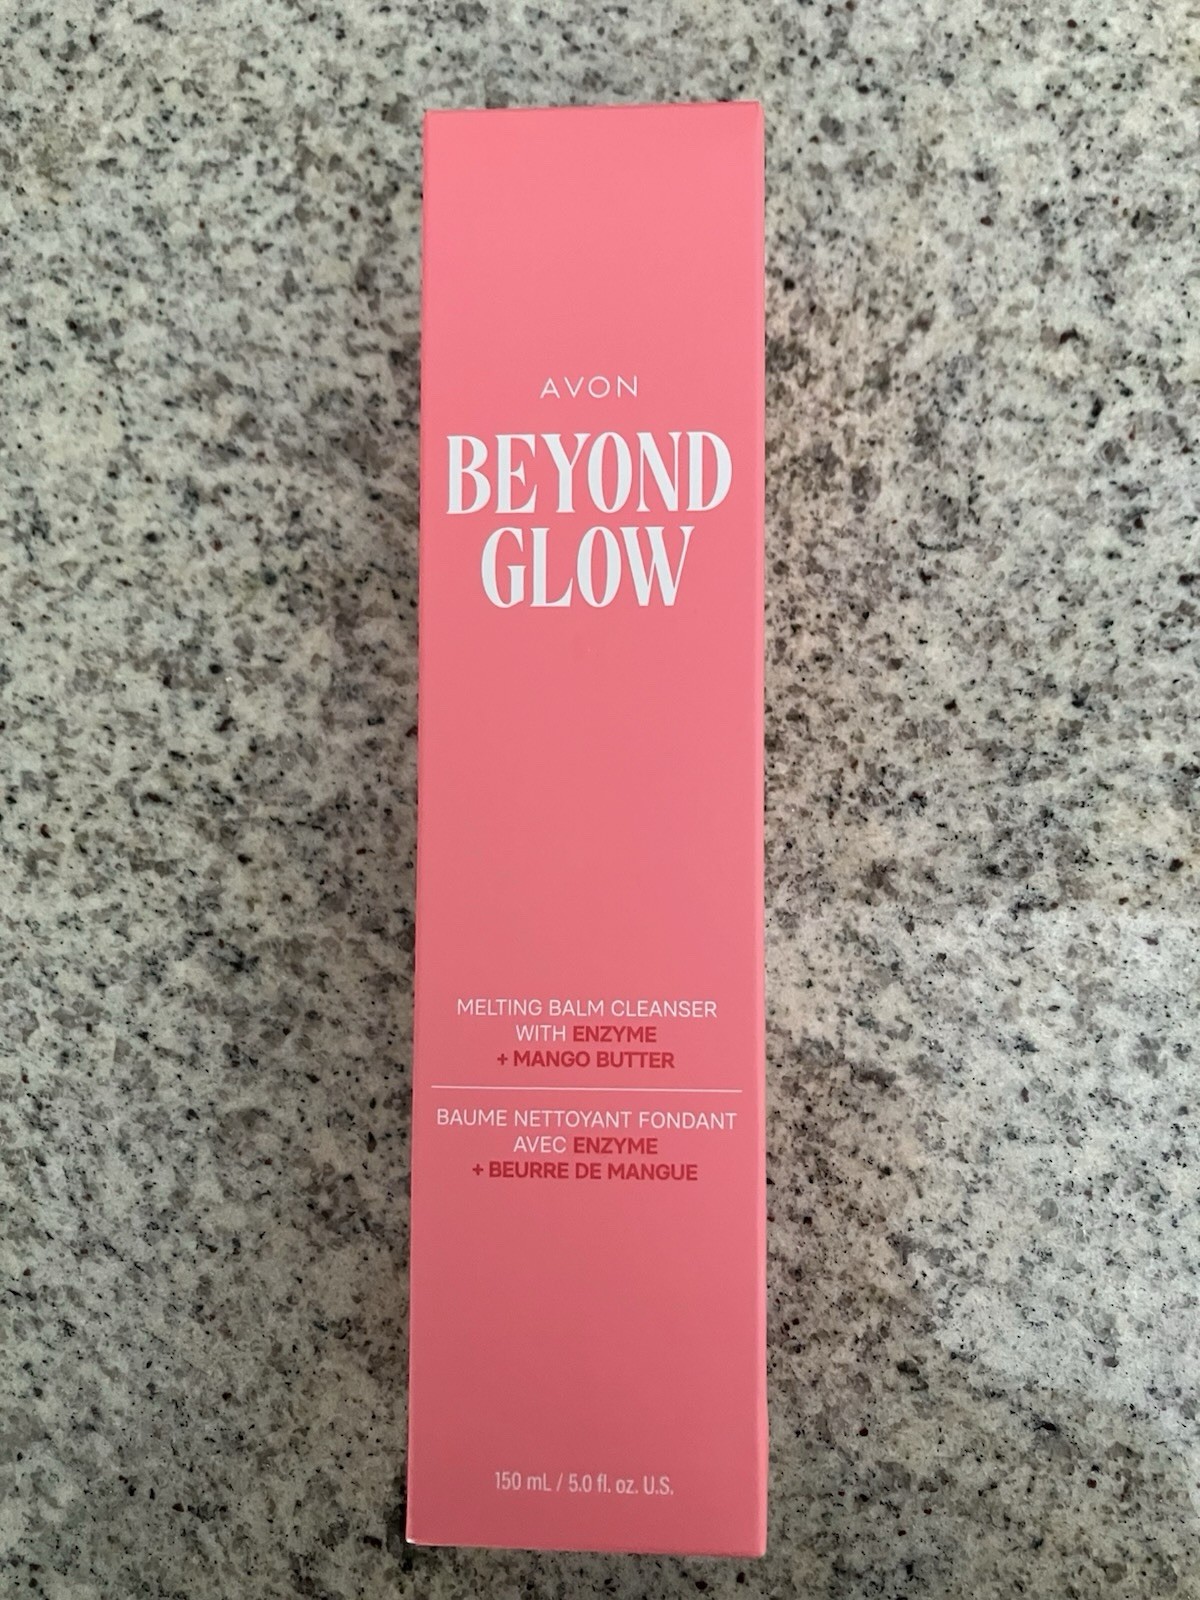 AVON
BEYOND
GLOW
MELTING BALM CLEANSER
WITH ENZYME
+ MANGO BUTTER
BAUME NETTOYANT FONDANT
AVEC ENZYME
+ BEURRE DE MANGUE
150 mL / 5.0 fl. oz. U.S.